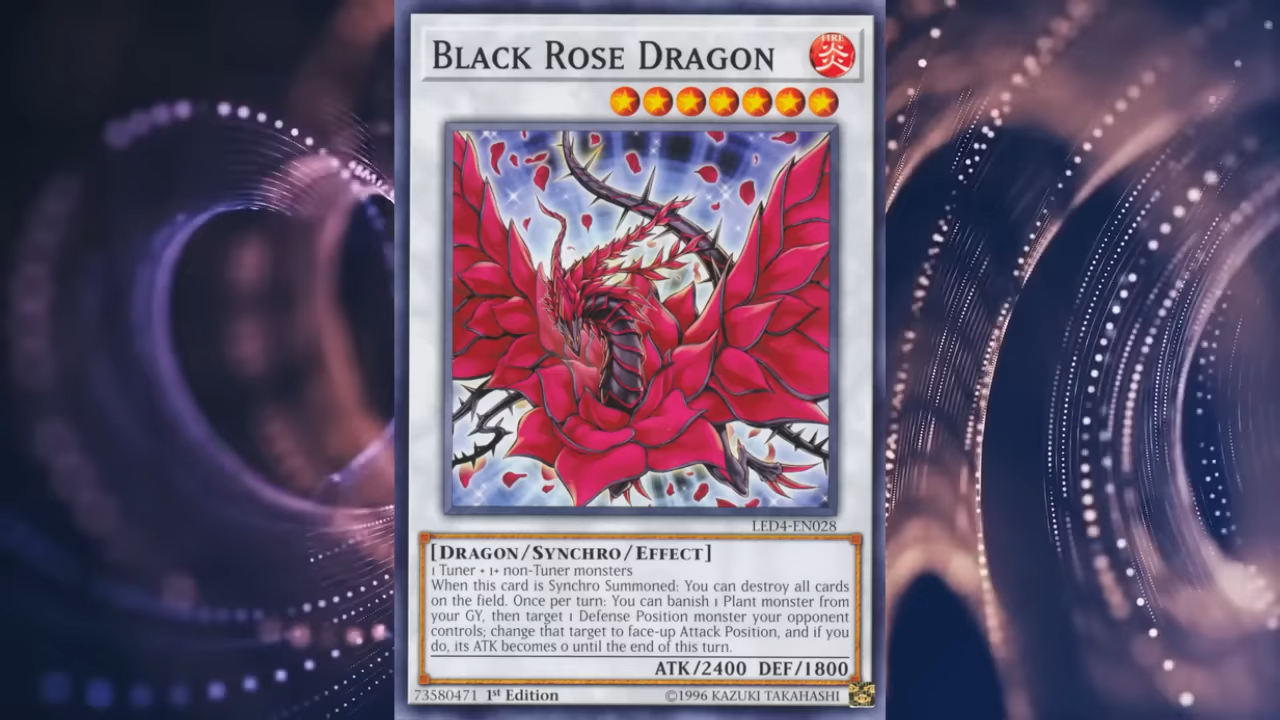 BLACK ROSE DRAGON
FIRE
炎
LED4-EN028
[DRAGON/SYNCHRO/EFFECT]
1 Tuner + 1+ non-Tuner monsters
When this card is Synchro Summoned: You can destroy all cards
on the field. Once per turn: You can banish 1 Plant monster from
your GY, then target 1 Defense Position monster your opponent
controls; change that target to face-up Attack Position, and if you
do, its ATK becomes 0 until the end of this turn.
ATK/2400 DEF/1800
73580471 1st Edition ©1996 KAZUKI TAKAHASHI